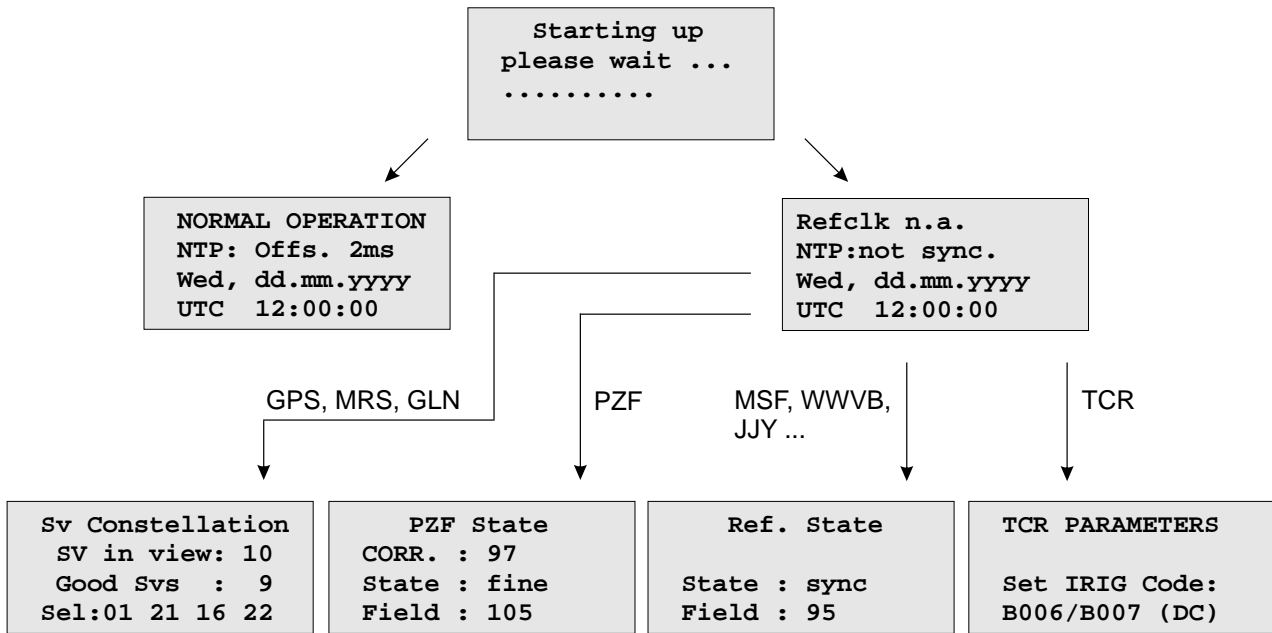 Starting up
please wait ...
..........
NORMAL OPERATION
NTP: Offs. 2ms
Wed, dd.mm.yyyy
UTC 12:00:00
Refclk n.a.
NTP:not sync.
Wed, dd.mm.yyyy
UTC 12:00:00
GPS, MRS, GLN
PZF
MSF, WWVB,
JJY ...
TCR
Sv Constellation
SV in view: 10
Good Svs : 9
Sel:01 21 16 22
PZF State
CORR. : 97
State : fine
Field : 105
Ref. State
State : sync
Field : 95
TCR PARAMETERS
Set IRIG Code:
B006/B007 (DC)